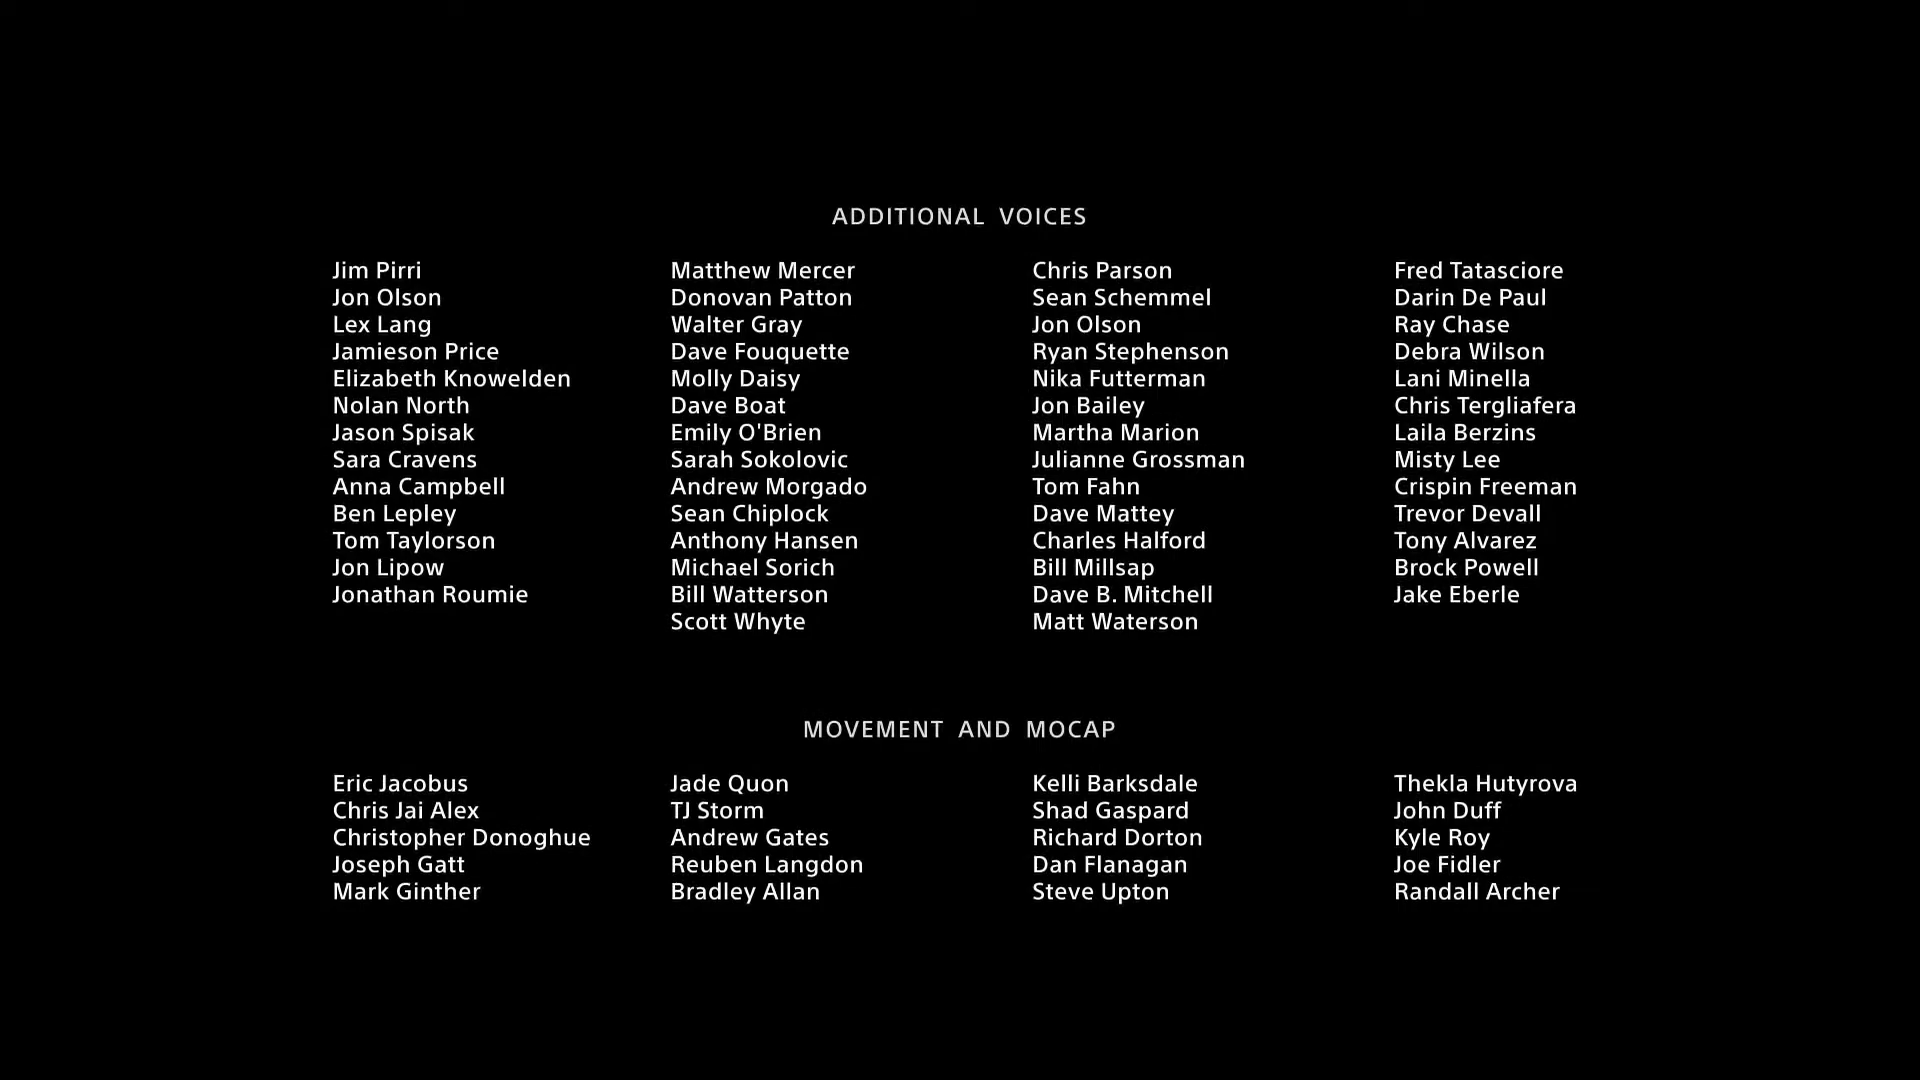 ADDITIONAL VOICES
Jim Pirri
Jon Olson
Lex Lang
Jamieson Price
Elizabeth Knowelden
Nolan North
Jason Spisak
Sara Cravens
Anna Campbell
Ben Lepley
Tom Taylorson
Jon Lipow
Jonathan Roumie
Matthew Mercer
Donovan Patton
Walter Gray
Dave Fouquette
Molly Daisy
Dave Boat
Emily O'Brien
Sarah Sokolovic
Andrew Morgado
Sean Chiplock
Anthony Hansen
Michael Sorich
Bill Watterson
Scott Whyte
Chris Parson
Sean Schemmel
Jon Olson
Ryan Stephenson
Nika Futterman
Jon Bailey
Martha Marion
Julianne Grossman
Tom Fahn
Dave Mattey
Charles Halford
Bill Millsap
Dave B. Mitchell
Matt Waterson
Fred Tatasciore
Darin De Paul
Ray Chase
Debra Wilson
Lani Minella
Chris Tergliafera
Laila Berzins
Misty Lee
Crispin Freeman
Trevor Devall
Tony Alvarez
Brock Powell
Jake Eberle
MOVEMENT AND MOCAP
Eric Jacobus
Chris Jai Alex
Christopher Donoghue
Joseph Gatt
Mark Ginther
Jade Quon
TJ Storm
Andrew Gates
Reuben Langdon
Bradley Allan
Kelli Barksdale
Shad Gaspard
Richard Dorton
Dan Flanagan
Steve Upton
Thekla Hutyrova
John Duff
Kyle Roy
Joe Fidler
Randall Archer